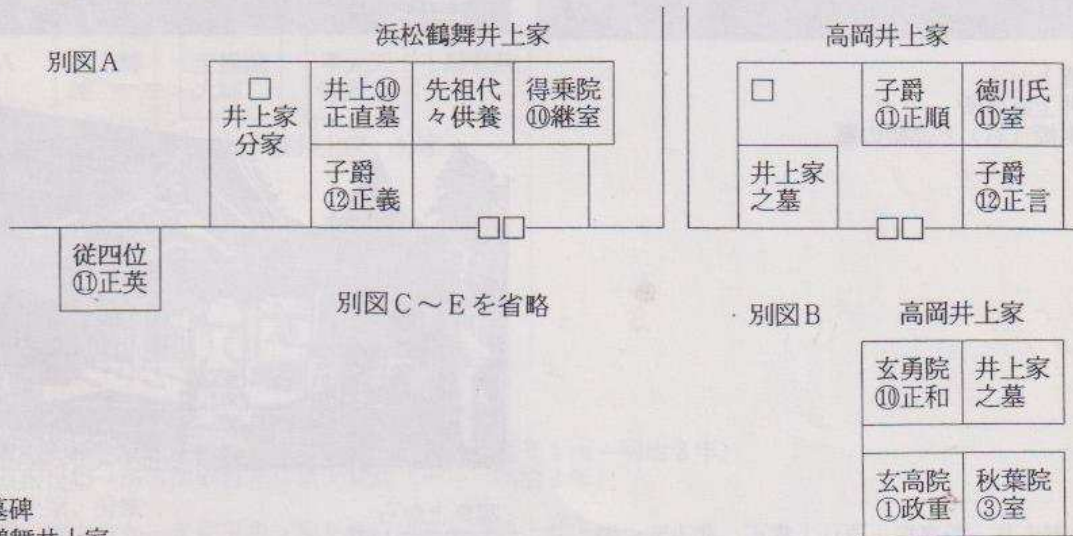 別図A
浜松鶴舞井上家
□
井上家
分家
井上⑩
正直墓
先祖代
々供養
得乗院
⑩継室
子爵
⑫正義
従四位
⑪正英
高岡井上家
□
子爵
⑪正順
徳川氏
⑪室
井上家
之墓
子爵
⑫正言
別図C～Eを省略
別図B
高岡井上家
玄勇院
⑩正和
井上家
之墓
玄高院
①政重
秋葉院
③室
墓碑
鶴舞井上家